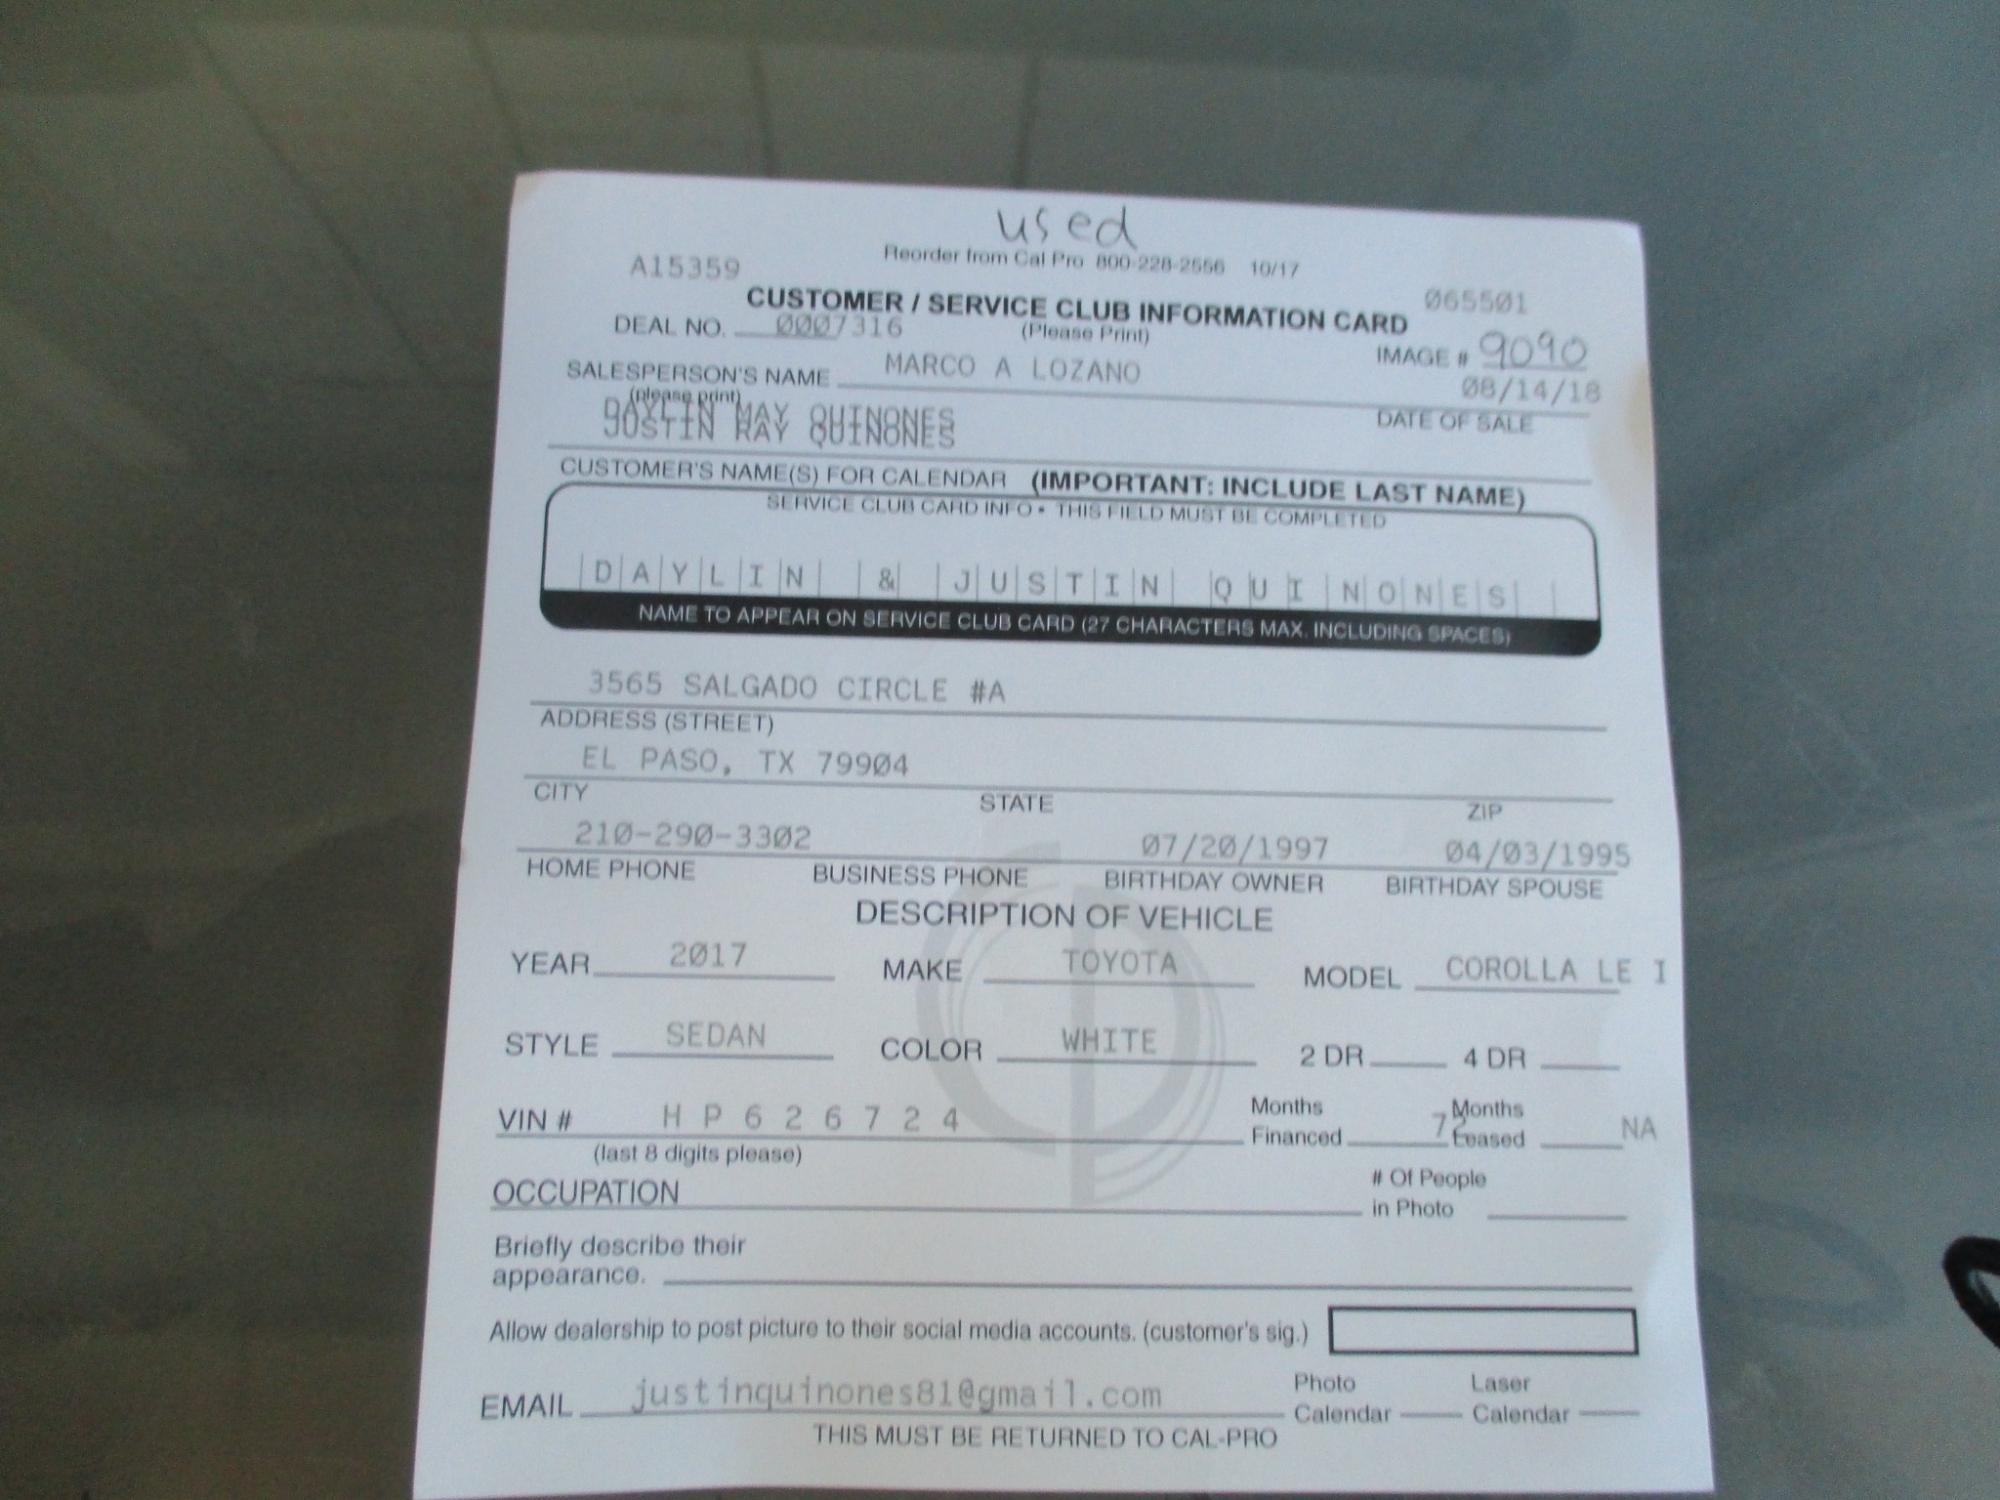 used
Reorder from Cal Pro 800-228-2556 10/17
A15359
CUSTOMER / SERVICE CLUB INFORMATION CARD
065501
DEAL NO. 0007316
(Please Print)
IMAGE # 9090
SALESPERSON'S NAME MARCO A LOZANO
08/14/18
(please print)
DATE OF SALE
DAYLIN MAY QUINONES
JUSTIN RAY QUINONES
CUSTOMER'S NAME(S) FOR CALENDAR (IMPORTANT: INCLUDE LAST NAME)
SERVICE CLUB CARD INFO • THIS FIELD MUST BE COMPLETED
DAYLIN & JUSTIN QUINONES
NAME TO APPEAR ON SERVICE CLUB CARD (27 CHARACTERS MAX. INCLUDING SPACES)
3565 SALGADO CIRCLE #A
ADDRESS (STREET)
EL PASO, TX 79904
CITY STATE ZIP
210-290-3302 07/20/1997 04/03/1995
HOME PHONE BUSINESS PHONE BIRTHDAY OWNER BIRTHDAY SPOUSE
DESCRIPTION OF VEHICLE
YEAR 2017 MAKE TOYOTA MODEL COROLLA LE I
STYLE SEDAN COLOR WHITE 2 DR 4 DR
VIN # HP626724
(last 8 digits please)
Months Financed 72
Months Leased NA
OCCUPATION
# Of People
in Photo
Briefly describe their
appearance.
Allow dealership to post picture to their social media accounts. (customer's sig.)
EMAIL justinquinones81@gmail.com
Photo Calendar
Laser Calendar
THIS MUST BE RETURNED TO CAL-PRO